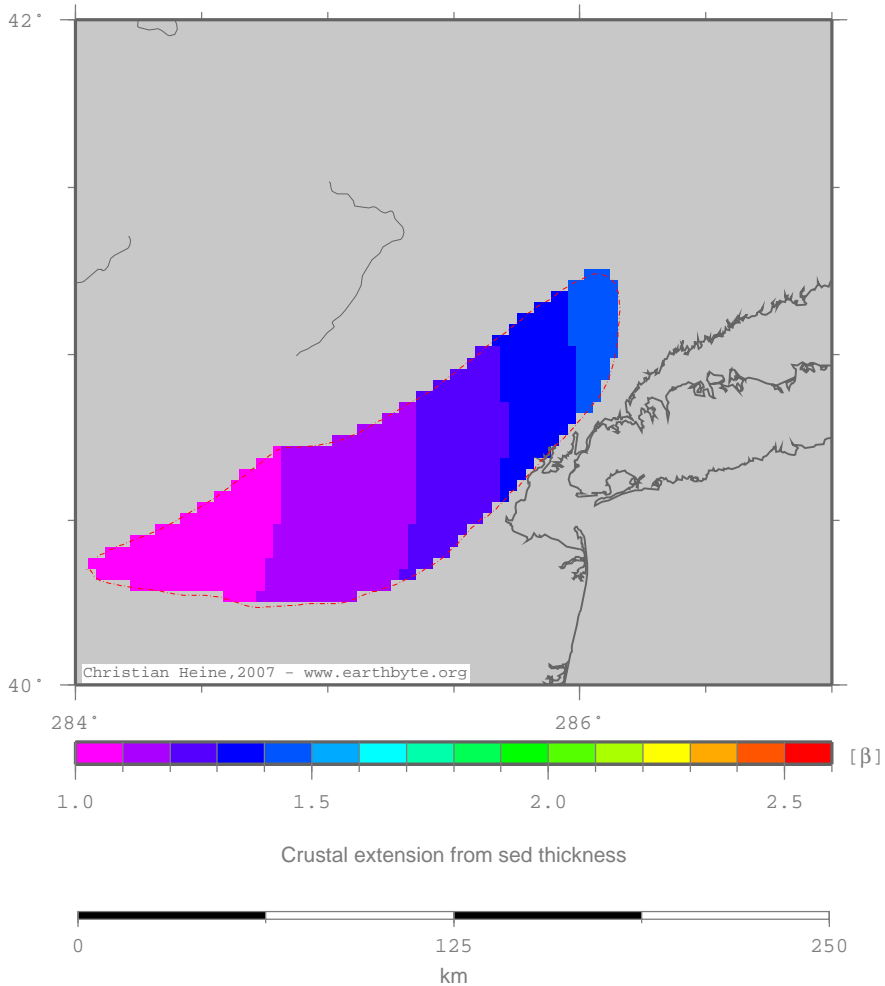 42°
Christian Heine,2007 - www.earthbyte.org
40°
284° 286°
[β]
1.0 1.5 2.0 2.5
Crustal extension from sed thickness
0 125 250
km